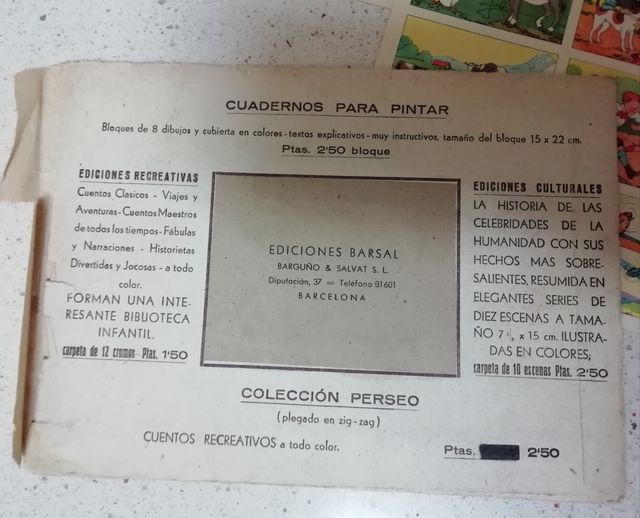 CUADERNOS PARA PINTAR
Bloques de 8 dibujos y cubierta en colores - textos explicativos - muy instructivos, tamaño del bloque 15 x 22 cm.
Ptas. 2'50 bloque
EDICIONES RECREATIVAS
Cuentos Clasicos - Viajes y
Aventuras - Cuentos Maestros
de todos los tiempos - Fábulas
y Narraciones - Historietas
Divertidas y Jocosas - a todo
color.
FORMAN UNA INTE-
RESANTE BIBLIOTECA
INFANTIL.
carpeta de 12 cromos Ptas. 1'50
EDICIONES BARSAL
BARGUÑO & SALVAT S. L.
Diputación, 37 = Teléfono 31601
BARCELONA
EDICIONES CULTURALES
LA HISTORIA DE LAS
CELEBRIDADES DE LA
HUMANIDAD CON SUS
HECHOS MAS SOBRE-
SALIENTES, RESUMIDA EN
ELEGANTES SERIES DE
DIEZ ESCENAS A TAMA-
ÑO 7 ½ x 15 cm. ILUSTRA-
DAS EN COLORES;
carpeta de 10 escenas Ptas. 2'50
COLECCIÓN PERSEO
(plegado en zig-zag)
CUENTOS RECREATIVOS a todo color.
Ptas. 2'50